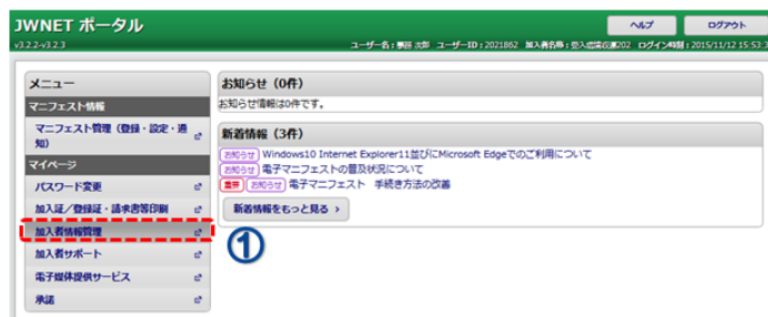 JWNET ポータル
ヘルプ
ログアウト
v3.2.2-v3.2.3
ユーザー名: 次郎 ユーザーID:2021862 加入者名称: 202 ログイン時刻:2015/11/12 15:53:3
メニュー
マニフェスト情報
マニフェスト管理(登録・設定・通
知)
マイページ
パスワード変更
加入証/登録証・請求書等印刷
加入者情報管理
加入者サポート
電子媒体提供サービス
承諾
①
お知らせ(0件)
お知らせ情報は0件です。
新着情報(3件)
お知らせ Windows10 Internet Explorer11並びにMicrosoft Edgeでのご利用について
お知らせ 電子マニフェストの普及状況について
重要 お知らせ 電子マニフェスト 手続き方法の改善
新着情報をもっと見る ›